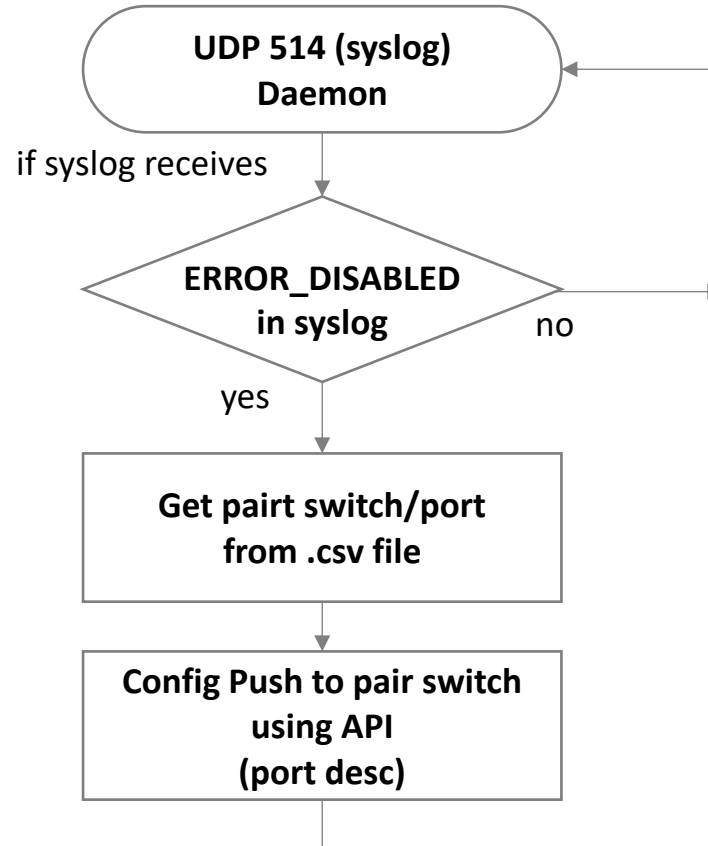 UDP 514 (syslog)
Daemon
if syslog receives
ERROR_DISABLED
in syslog
no
yes
Get pairt switch/port
from .csv file
Config Push to pair switch
using API
(port desc)